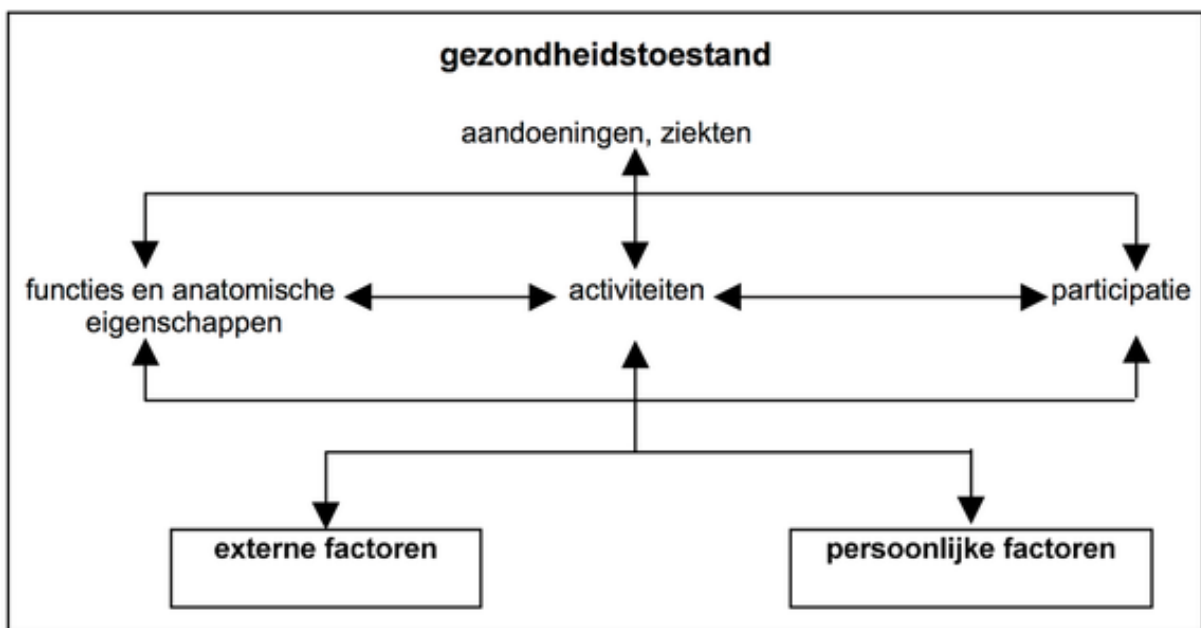 gezondheidstoestand
aandoeningen, ziekten
functies en anatomische
eigenschappen
activiteiten
participatie
externe factoren
persoonlijke factoren